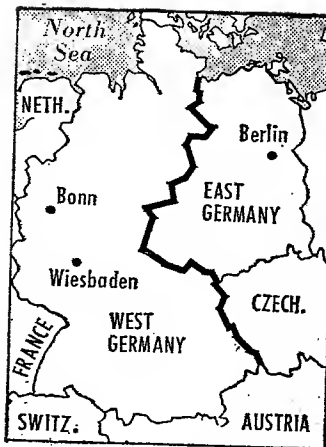 North
Sea
NETH.
Berlin
Bonn
EAST
GERMANY
Wiesbaden
CZECH.
WEST
GERMANY
FRANCE
SWITZ.
AUSTRIA